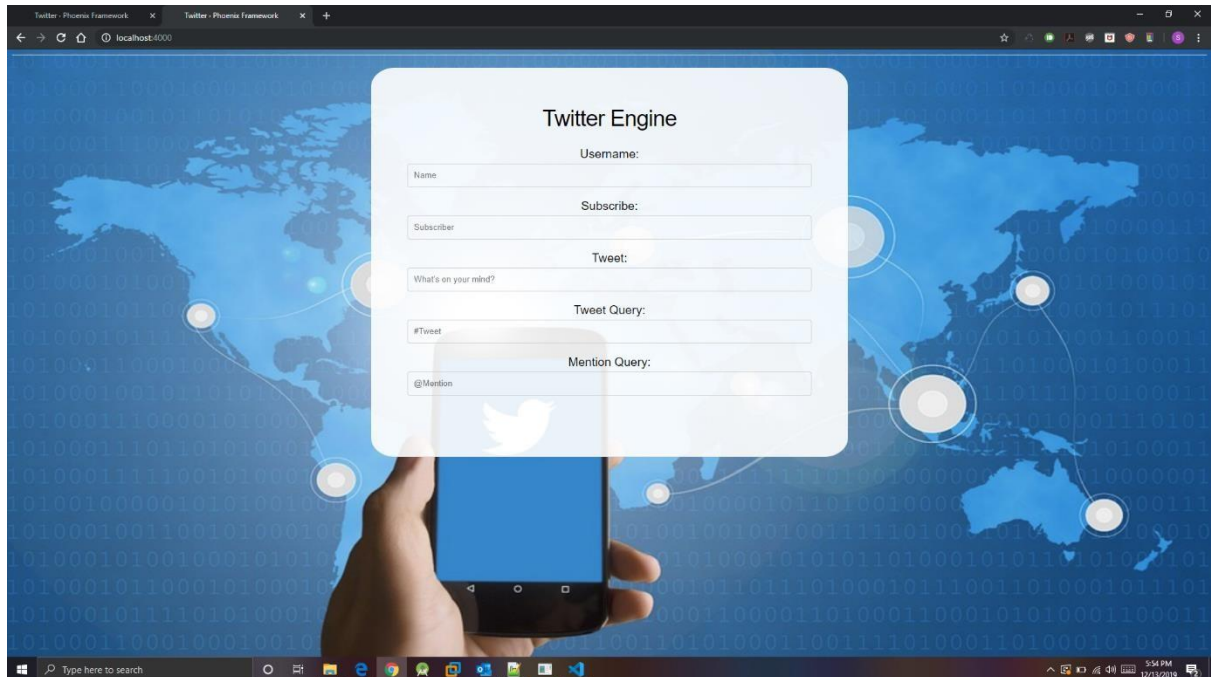 Twitter - Phoenix Framework
Twitter - Phoenix Framework
localhost:4000
Twitter Engine
Username:
Name
Subscribe:
Subscriber
Tweet:
What's on your mind?
Tweet Query:
#Tweet
Mention Query:
@Mention
Type here to search
5:54 PM
12/13/2019